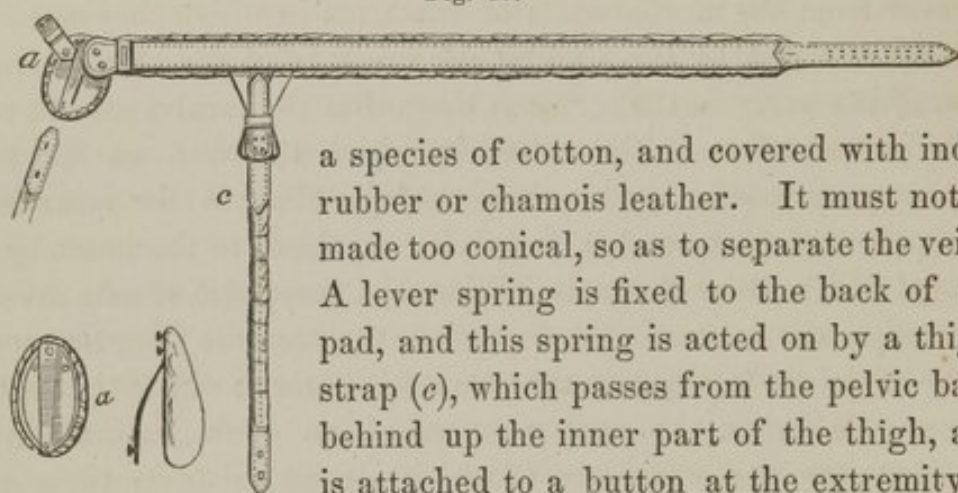 a
c
a species of cotton, and covered with
rubber or chamois leather. It must not
made too conical, so as to separate the
A lever spring is fixed to the back of
pad, and this spring is acted on by a
strap (c), which passes from the pelvic
behind up the inner part of the thigh,
is attached to a button at the extremity
a